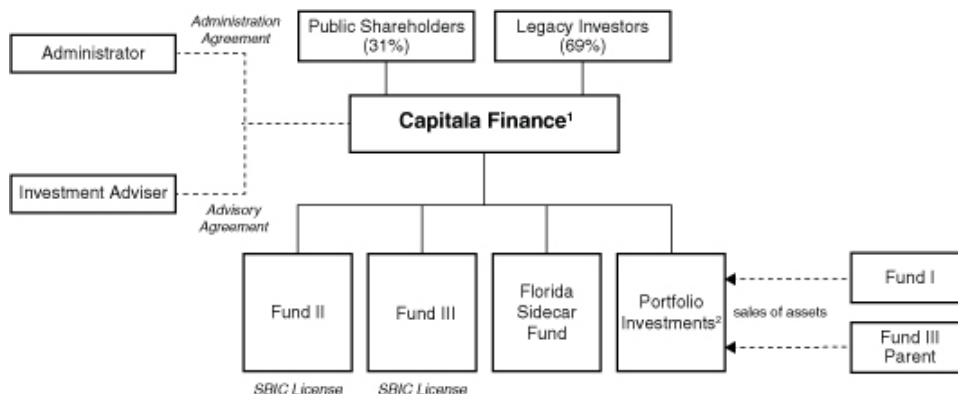 Administration
Agreement
Public Shareholders
(31%)
Legacy Investors
(69%)
Administrator
Capitala Finance¹
Investment Adviser
Advisory
Agreement
Fund II
Fund III
Florida
Sidecar
Fund
Portfolio
Investments²
sales of assets
Fund I
Fund III
Parent
SBIC License
SBIC License